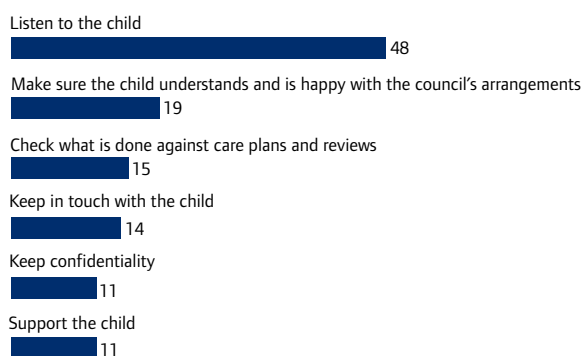 Listen to the child
48
Make sure the child understands and is happy with the council’s arrangements
19
Check what is done against care plans and reviews
15
Keep in touch with the child
14
Keep confidentiality
11
Support the child
11